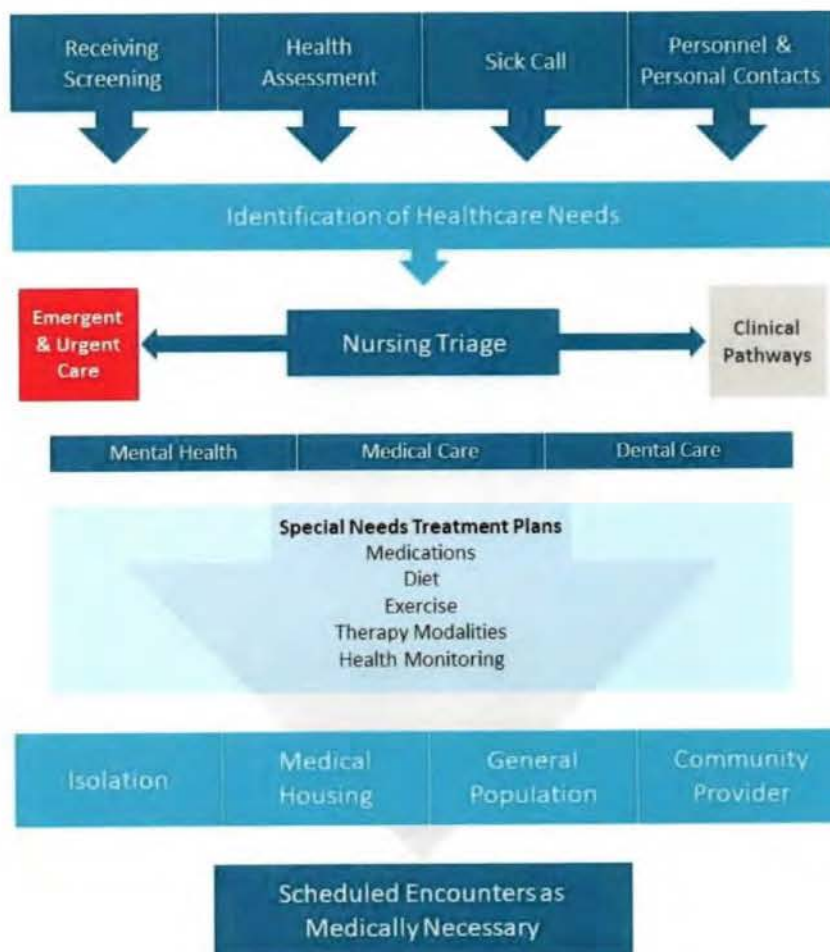 Receiving
Screening
Health
Assessment
Sick Call
Personnel &
Personal Contacts
Identification of Healthcare Needs
Emergent
& Urgent
Care
Nursing Triage
Clinical
Pathways
Mental Health
Medical Care
Dental Care
Special Needs Treatment Plans
Medications
Diet
Exercise
Therapy Modalities
Health Monitoring
Isolation
Medical
Housing
General
Population
Community
Provider
Scheduled Encounters as
Medically Necessary